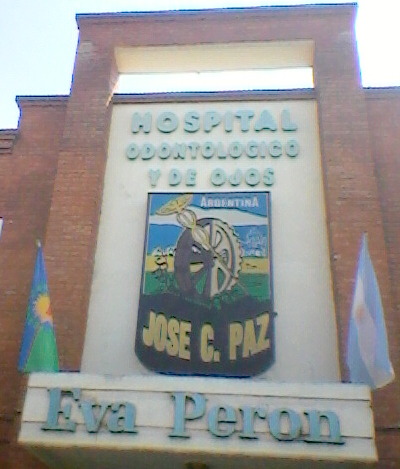 HOSPITAL
ODONTOLOGICO
Y DE OJOS
ARGENTINA
JOSE C. PAZ
Eva Peron